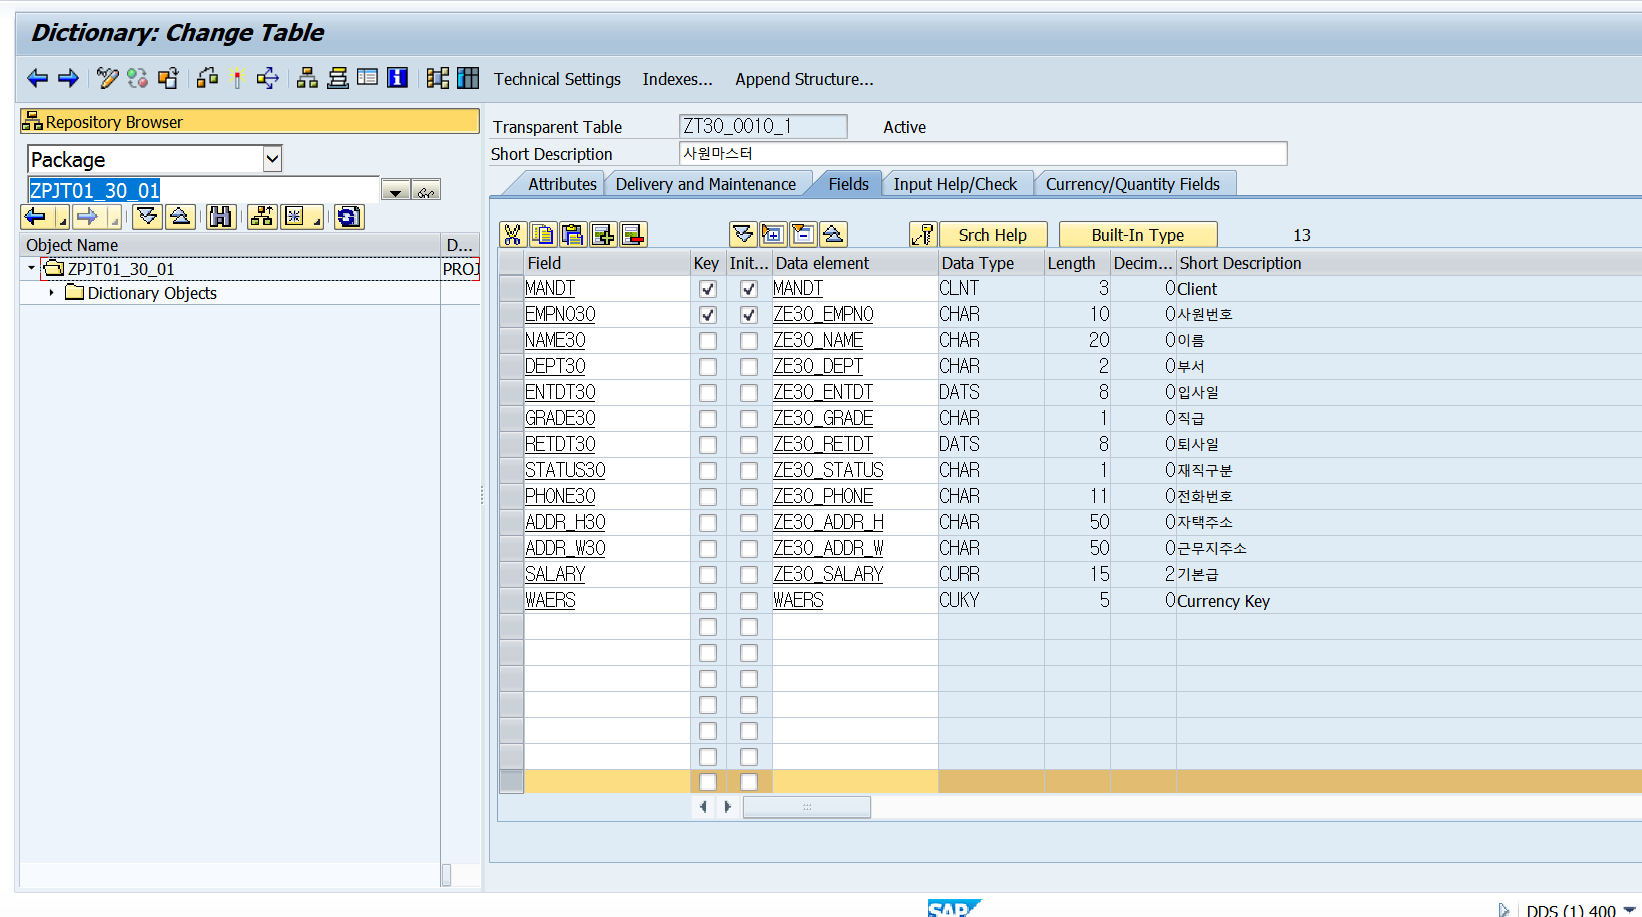 Dictionary: Change Table
Technical Settings Indexes... Append Structure...
Repository Browser
Package
ZPJT01_30_01
Object Name D...
ZPJT01_30_01 PROJ
Dictionary Objects
Transparent Table ZT30_0010_1 Active
Short Description 사원마스터
Attributes Delivery and Maintenance Fields Input Help/Check Currency/Quantity Fields
Srch Help Built-In Type 13
Field Key Init... Data element Data Type Length Decim... Short Description
MANDT MANDT CLNT 3 0 Client
EMPNO30 ZE30_EMPNO CHAR 10 0 사원번호
NAME30 ZE30_NAME CHAR 20 0 이름
DEPT30 ZE30_DEPT CHAR 2 0 부서
ENTDT30 ZE30_ENTDT DATS 8 0 입사일
GRADE30 ZE30_GRADE CHAR 1 0 직급
RETDT30 ZE30_RETDT DATS 8 0 퇴사일
STATUS30 ZE30_STATUS CHAR 1 0 재직구분
PHONE30 ZE30_PHONE CHAR 11 0 전화번호
ADDR_H30 ZE30_ADDR_H CHAR 50 0 자택주소
ADDR_W30 ZE30_ADDR_W CHAR 50 0 근무지주소
SALARY ZE30_SALARY CURR 15 2 기본급
WAERS WAERS CUKY 5 0 Currency Key
SAP DDS (1) 400